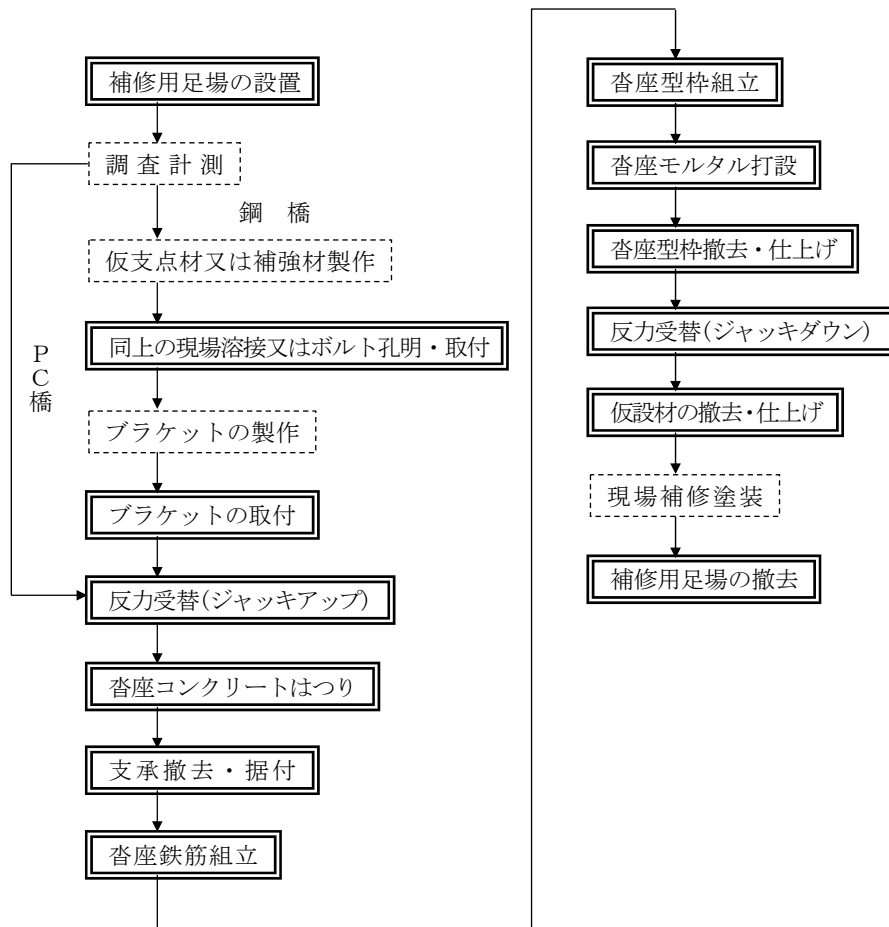 補修用足場の設置
調査計測
鋼　橋
仮支点材又は補強材製作
同上の現場溶接又はボルト孔明・取付
ＰＣ橋
ブラケットの製作
ブラケットの取付
反力受替(ジャッキアップ)
沓座コンクリートはつり
支承撤去・据付
沓座鉄筋組立
沓座型枠組立
沓座モルタル打設
沓座型枠撤去・仕上げ
反力受替(ジャッキダウン)
仮設材の撤去・仕上げ
現場補修塗装
補修用足場の撤去